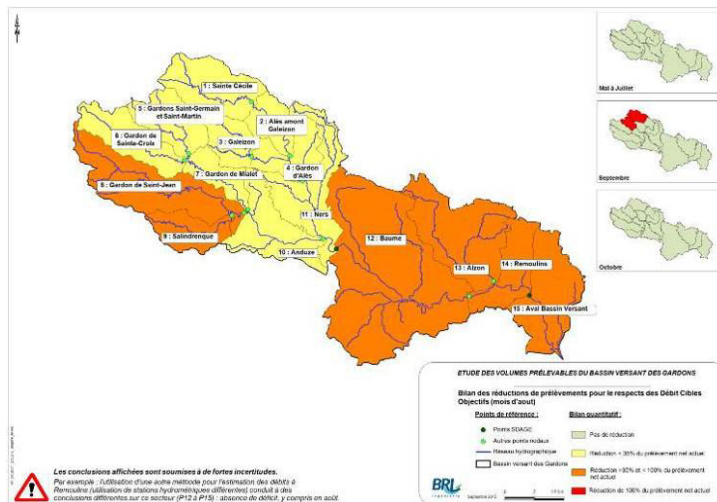 Mai à Juillet
Septembre
Octobre
1 : Sainte Cécile
5 : Gardons Saint-Germain
et Saint-Martin
2 : Alès amont
Galeizon
3 : Galeizon
6 : Gardon de
Sainte-Croix
4 : Gardon
d'Alès
7 : Gardon de Mialet
8 : Gardon de Saint-Jean
11 : Ners
9 : Salindrenque
12 : Baume
10 : Anduze
14 : Remoulins
13 : Alzon
15 : Aval Bassin Versant
ETUDE DES VOLUMES PRÉLEVABLES DU BASSIN VERSANT DES GARDONS
Bilan des réductions de prélèvements pour le respects des Débit Cibles
Objectifs (mois d'aout)
Points de référence :
Points SDAGE
Autres points nodaux
Réseau hydrographique
Bassin versant des Gardons
Bilan quantitatif :
Pas de réduction
Réduction < 35% du prélèvement net actuel
Réduction >80% et < 100% du prélèvement
net actuel
Réduction de 100% du prélèvement net actuel
BRL
Les conclusions affichées sont soumises à de fortes incertitudes.
Par exemple : l'utilisation d'une autre méthode pour l'estimation des débits à
Remoulins (utilisation de stations hydrométriques différentes) conduit à des
conclusions différentes sur ce secteur (P12 à P15) : absence de déficit, y compris en août.